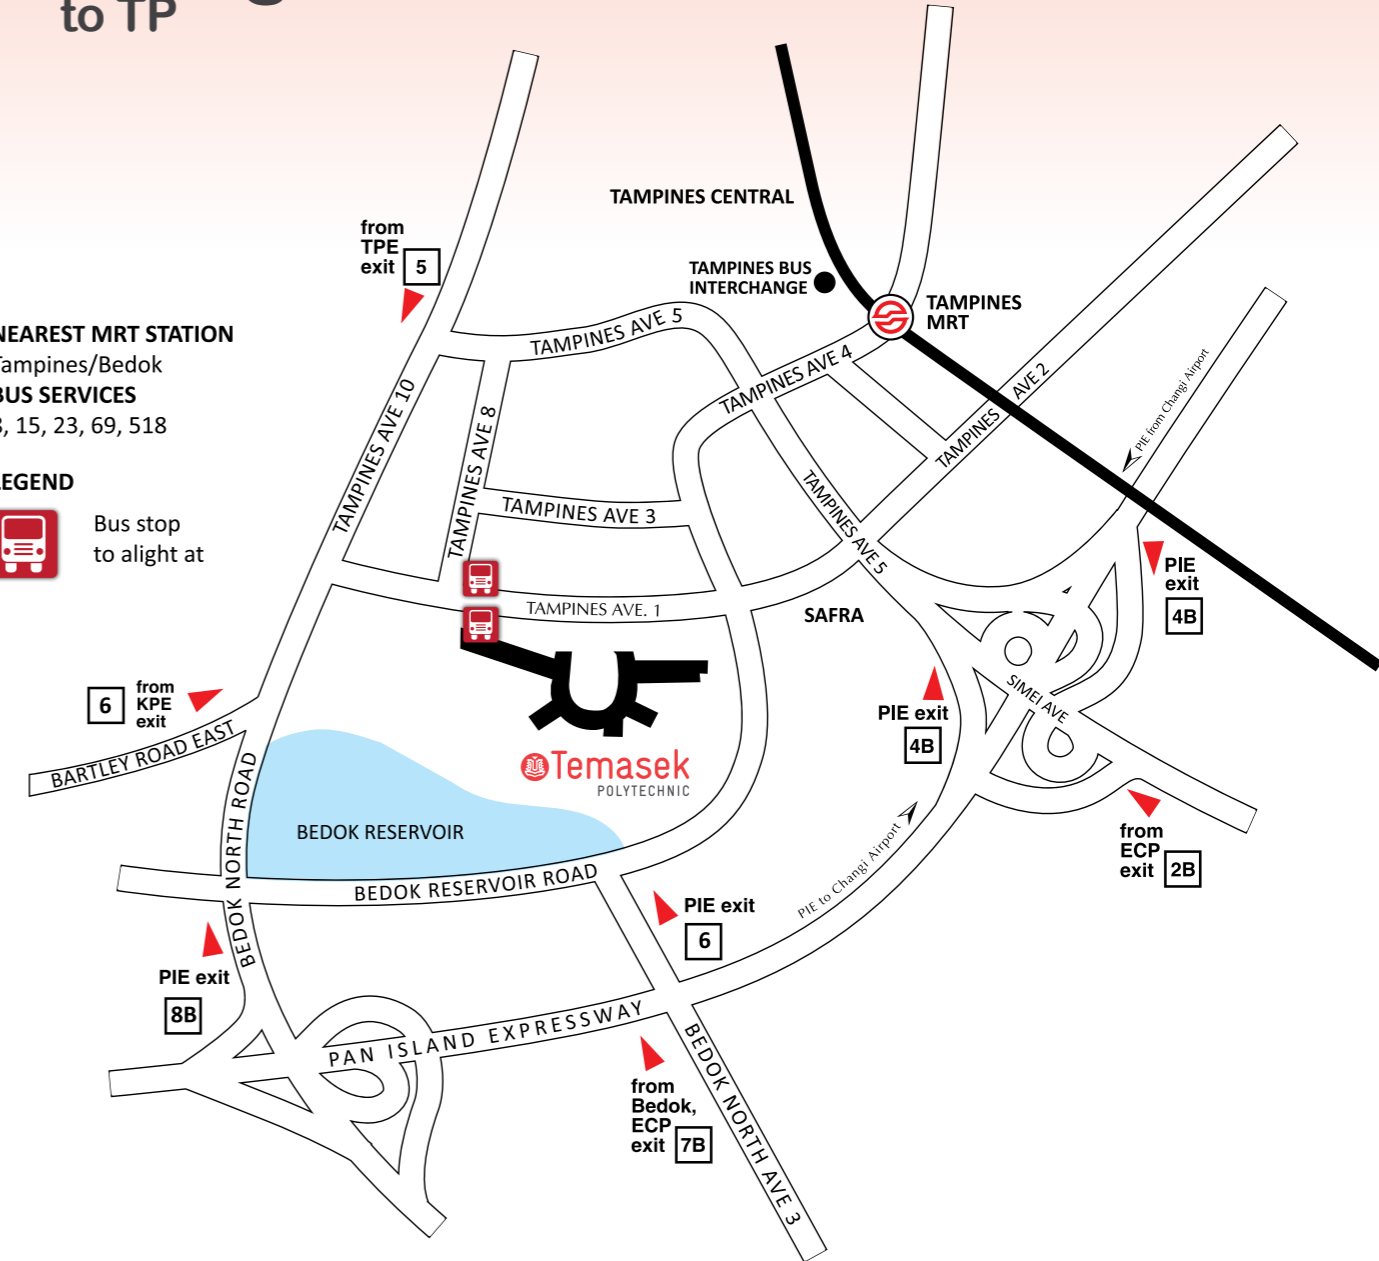 to TP
TAMPINES CENTRAL
from
TPE
exit 5
TAMPINES BUS
INTERCHANGE
TAMPINES
MRT
NEAREST MRT STATION
Tampines/Bedok
BUS SERVICES
8, 15, 23, 69, 518
LEGEND
Bus stop
to alight at
TAMPINES AVE 5
TAMPINES AVE 4
TAMPINES AVE 2
PIE from Changi Airport
TAMPINES AVE 10
TAMPINES AVE 8
TAMPINES AVE 3
TAMPINES AVE 5
PIE
exit
4B
TAMPINES AVE. 1
SAFRA
6 from
KPE
exit
SIMEI AVE
PIE exit
4B
BARTLEY ROAD EAST
Temasek
POLYTECHNIC
BEDOK NORTH ROAD
BEDOK RESERVOIR
PIE to Changi Airport
from
ECP
exit 2B
BEDOK RESERVOIR ROAD
PIE exit
6
BEDOK
PIE exit
8B
PAN ISLAND EXPRESSWAY
BEDOK NORTH AVE 3
from
Bedok,
ECP
exit 7B